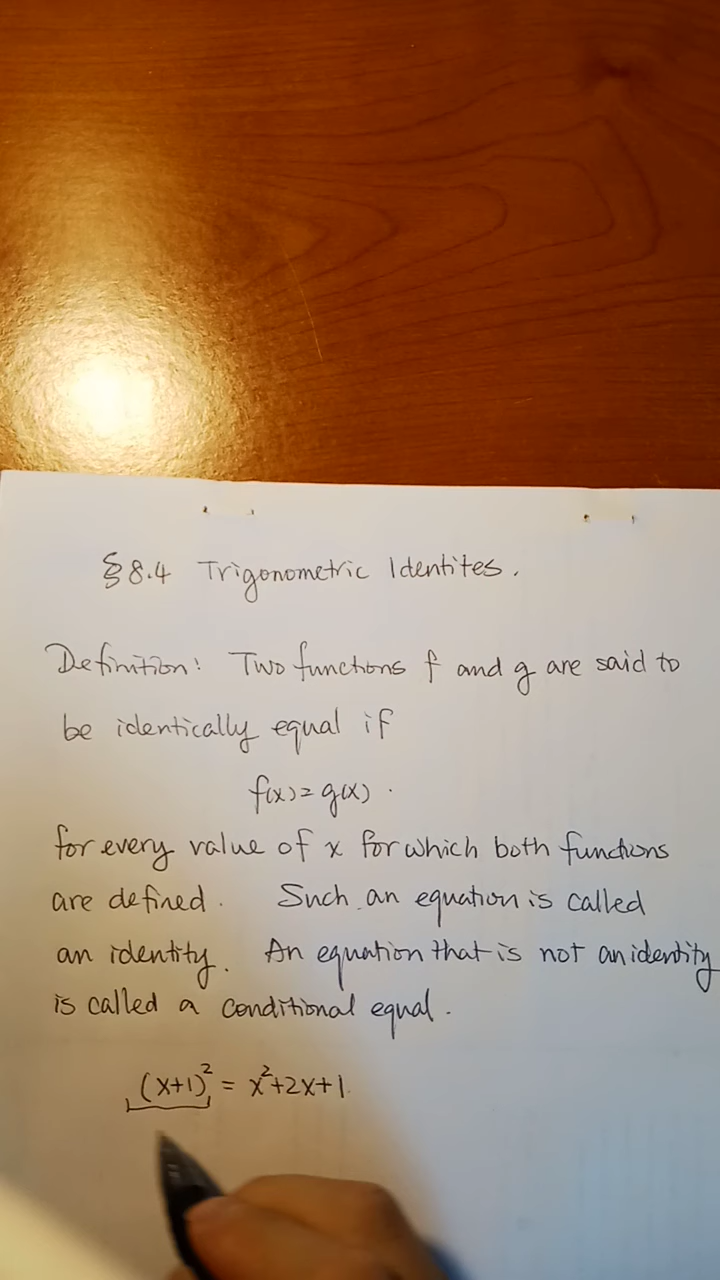 §8.4 Trigonometric Identites.
Definition: Two functions f and g are said to
be identically equal if
f(x) = g(x).
for every value of x for which both functions
are defined. Such an equation is called
an identity. An equation that is not an identity
is called a conditional equal.
(x+1)² = x²+2x+1.